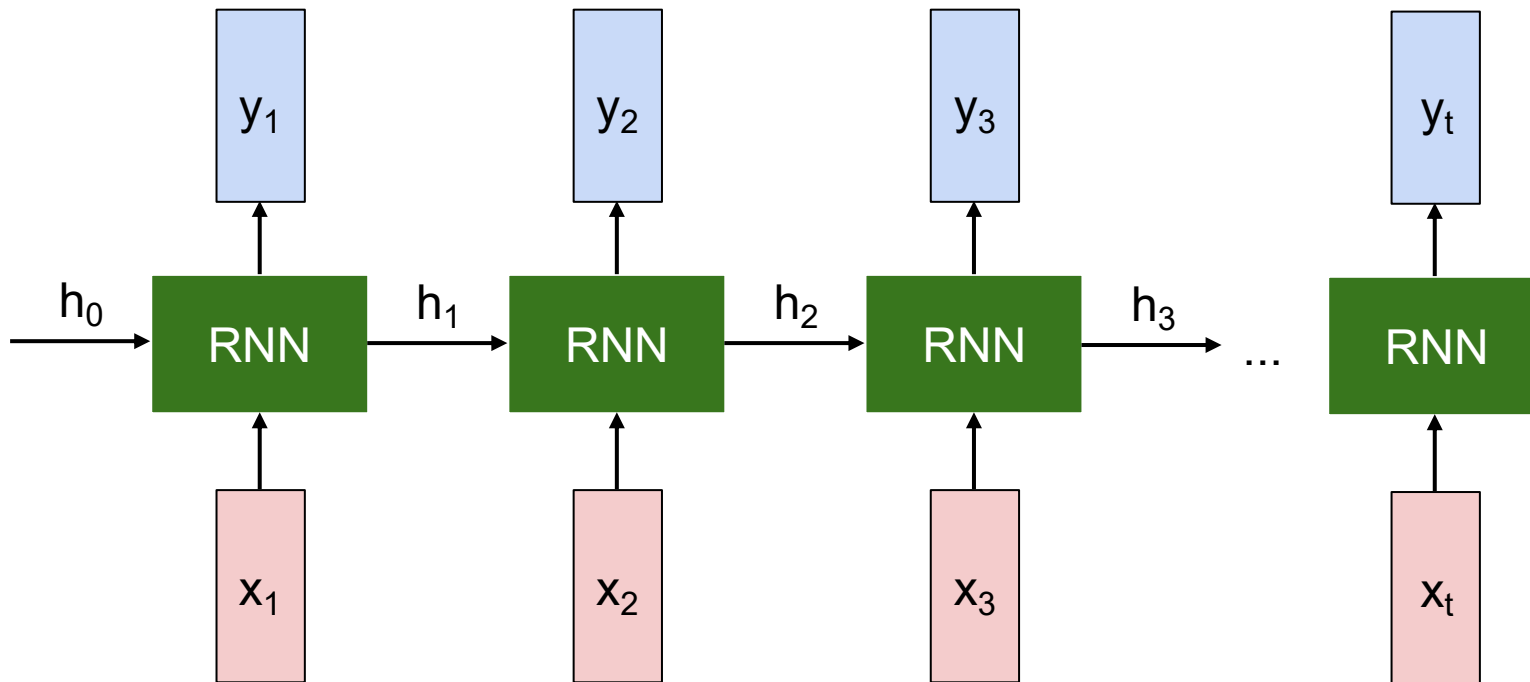 y₁ y₂ y₃ yₜ
h₀ h₁ h₂ h₃
RNN RNN RNN ... RNN
x₁ x₂ x₃ xₜ